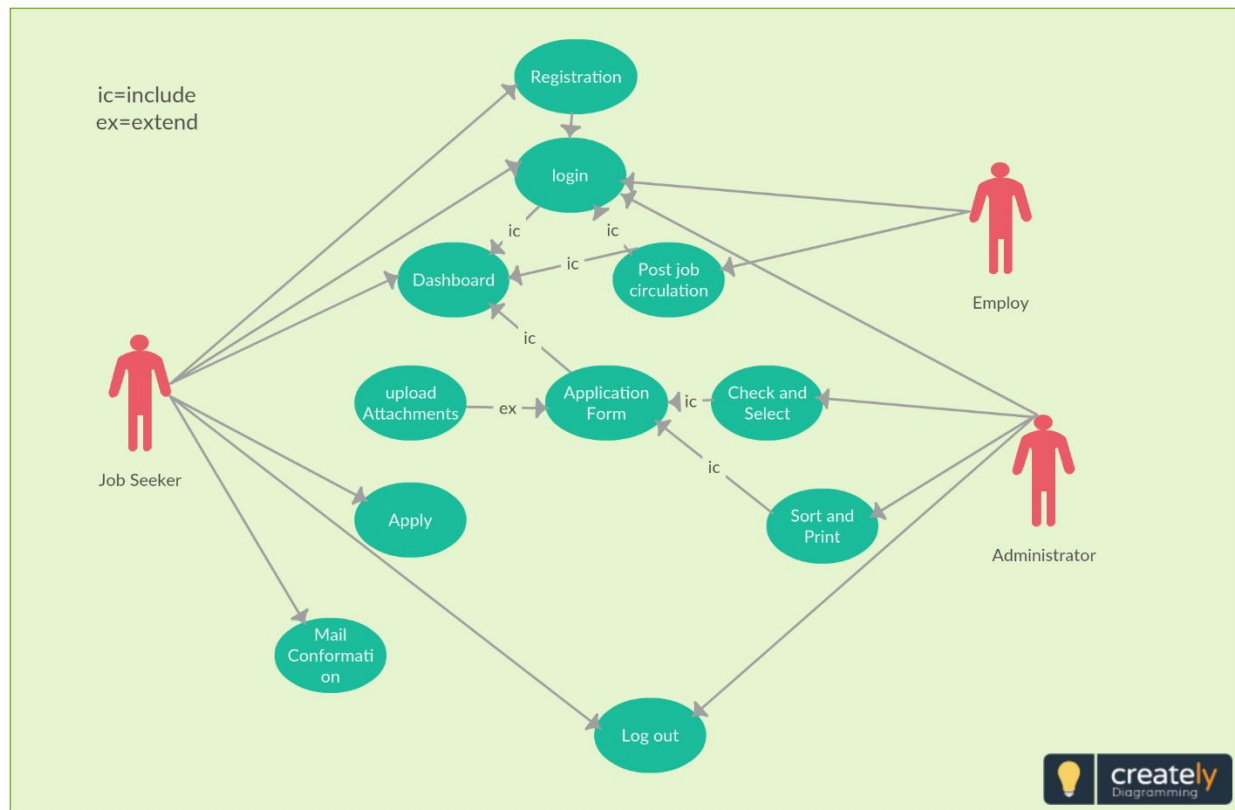 Registration
ic=include
ex=extend
login
ic
ic
ic
Dashboard
Post job
circulation
Employ
ic
upload
Attachments
ex
Application
Form
ic
Check and
Select
ic
Job Seeker
Apply
Sort and
Print
Administrator
Mail
Conformati
on
Log out
creately
Diagramming